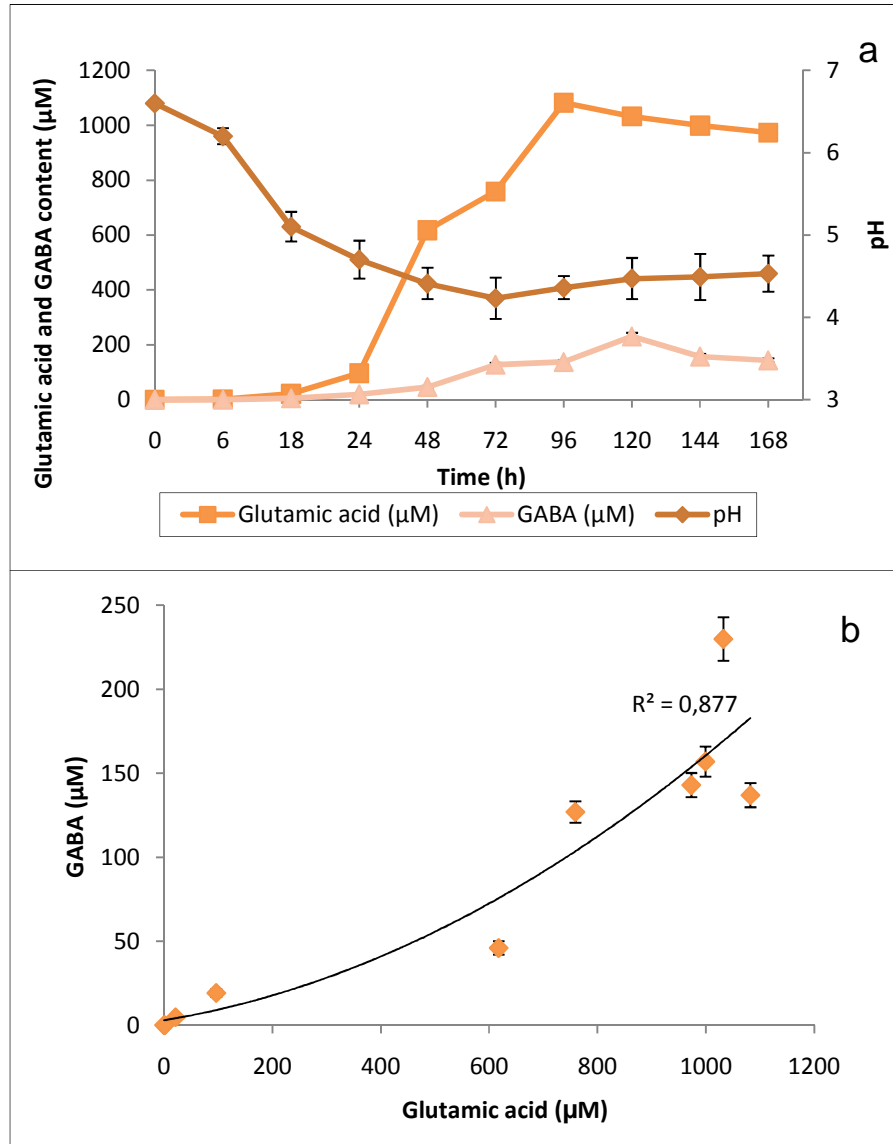 a
1200
1000
800
600
400
200
0
Glutamic acid and GABA content (µM)
7
6
5
4
3
pH
0 6 18 24 48 72 96 120 144 168
Time (h)
Glutamic acid (µM) GABA (µM) pH
b
250
200
150
100
50
0
GABA (µM)
R² = 0,877
0 200 400 600 800 1000 1200
Glutamic acid (µM)